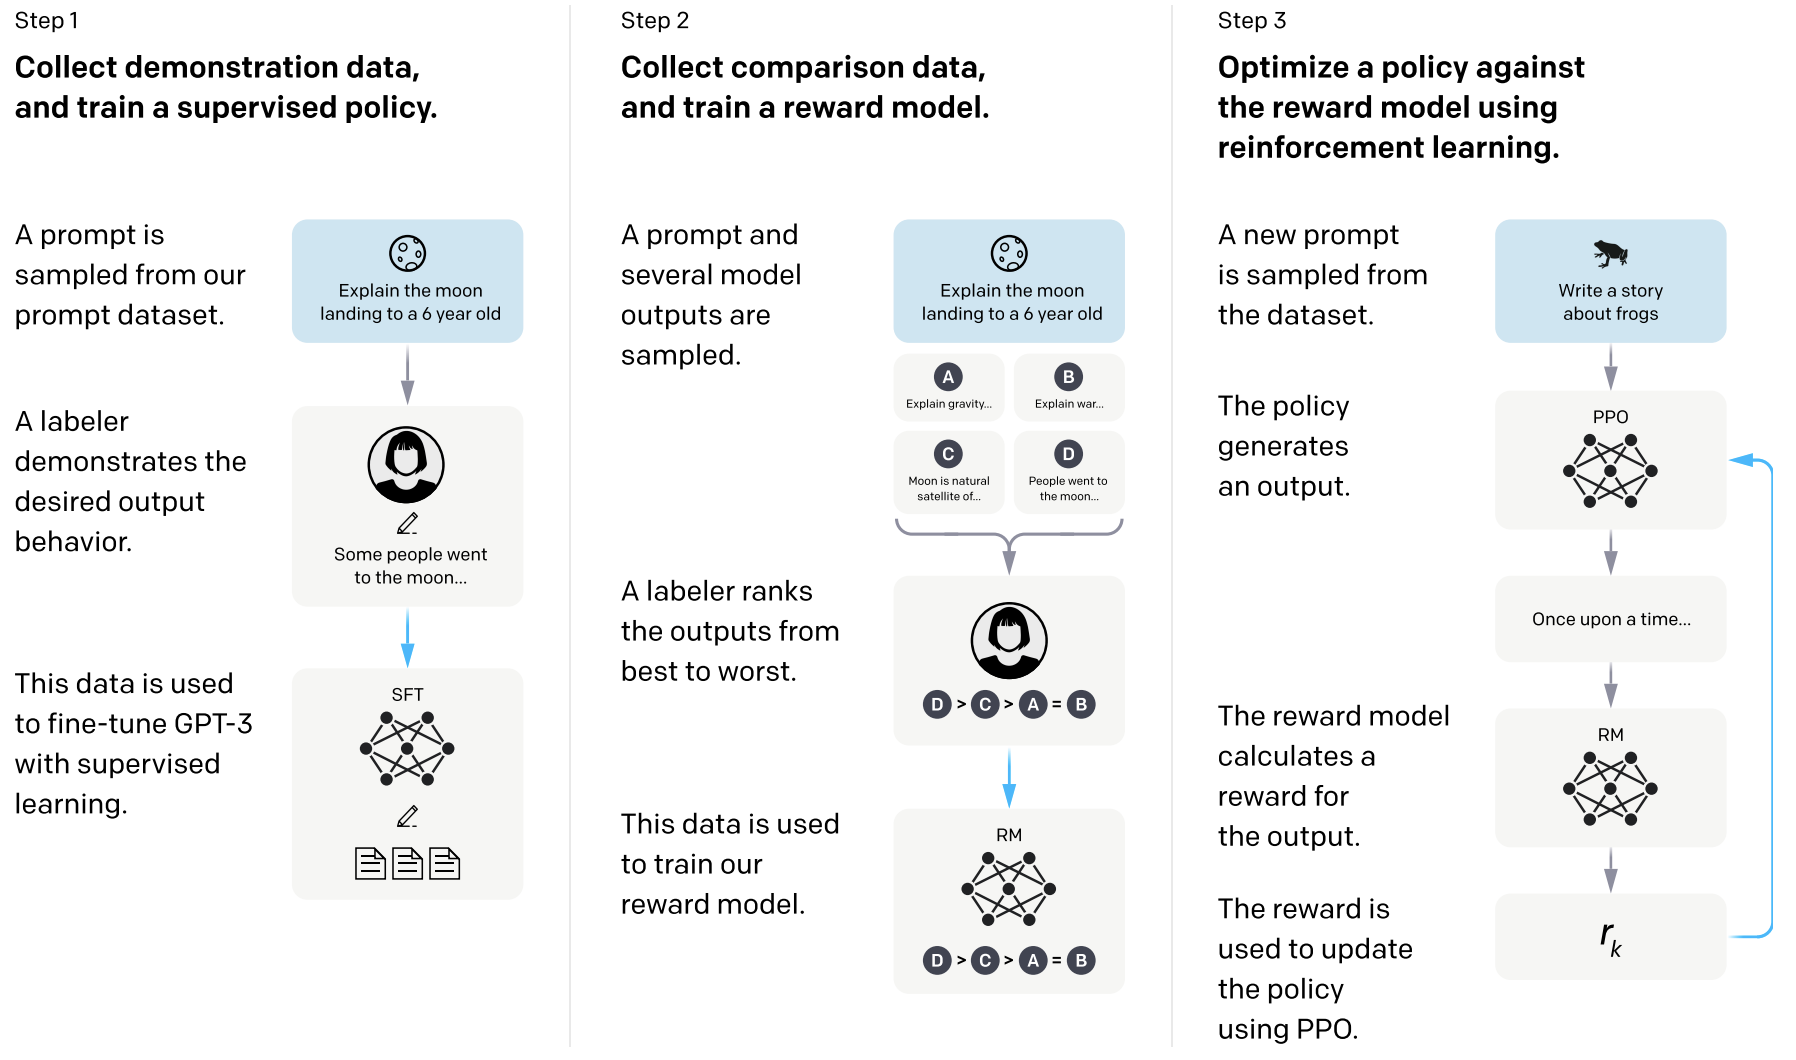 Step 1
Collect demonstration data,
and train a supervised policy.
A prompt is
sampled from our
prompt dataset.
Explain the moon
landing to a 6 year old
A labeler
demonstrates the
desired output
behavior.
Some people went
to the moon...
This data is used
to fine-tune GPT-3
with supervised
learning.
SFT
Step 2
Collect comparison data,
and train a reward model.
A prompt and
several model
outputs are
sampled.
Explain the moon
landing to a 6 year old
A
Explain gravity...
B
Explain war...
C
Moon is natural
satellite of...
D
People went to
the moon...
A labeler ranks
the outputs from
best to worst.
D > C > A = B
This data is used
to train our
reward model.
RM
D > C > A = B
Step 3
Optimize a policy against
the reward model using
reinforcement learning.
A new prompt
is sampled from
the dataset.
Write a story
about frogs
The policy
generates
an output.
PPO
Once upon a time...
The reward model
calculates a
reward for
the output.
RM
The reward is
used to update
the policy
using PPO.
r_k